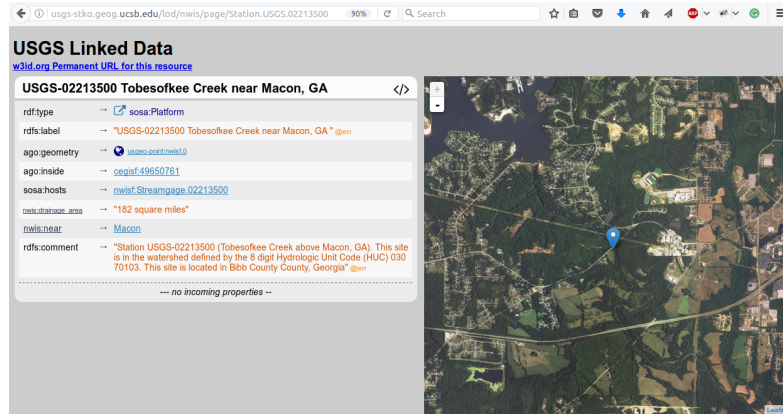 usgs-stko.geog.ucsb.edu/lod/nwis/page/Station.USGS.02213500 90% Search
USGS Linked Data
w3id.org Permanent URL for this resource
USGS-02213500 Tobesofkee Creek near Macon, GA </>
rdf:type → sosa:Platform
rdfs:label → "USGS-02213500 Tobesofkee Creek near Macon, GA " @en
ago:geometry → usgeo-point:nwisf.0
ago:inside → cegisf:49650761
sosa:hosts → nwisf:Streamgage.02213500
nwis:drainage_area → "182 square miles"
nwis:near → Macon
rdfs:comment → "Station USGS-02213500 (Tobesofkee Creek above Macon, GA). This site
is in the watershed defined by the 8 digit Hydrologic Unit Code (HUC) 030
70103. This site is located in Bibb County County, Georgia" @en
--- no incoming properties --
+
-
Leafl